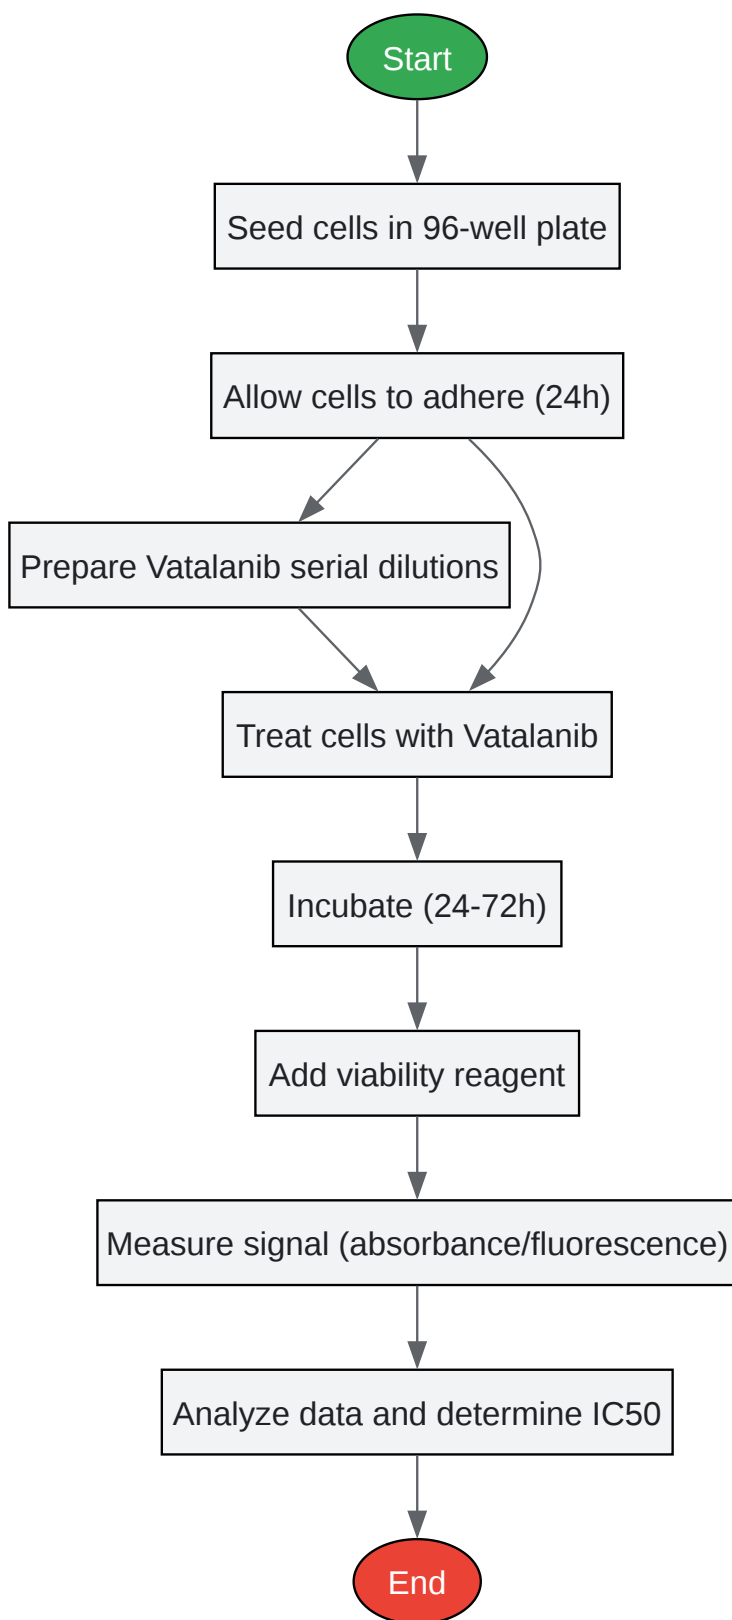 Start
Seed cells in 96-well plate
Allow cells to adhere (24h)
Prepare Vatalanib serial dilutions
Treat cells with Vatalanib
Incubate (24-72h)
Add viability reagent
Measure signal (absorbance/fluorescence)
Analyze data and determine IC50
End